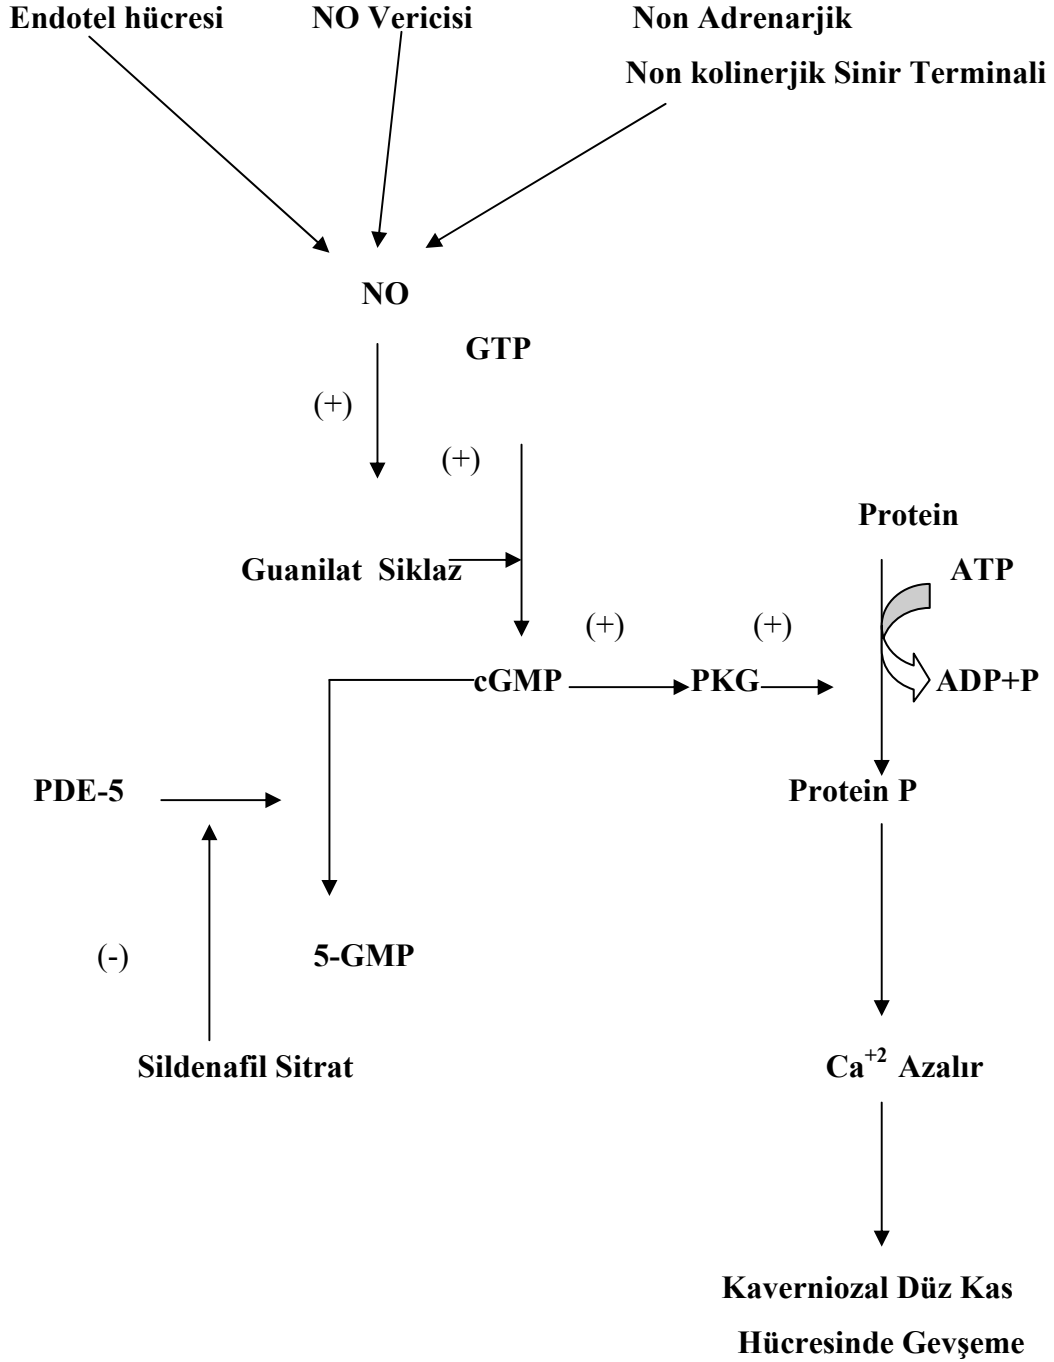 Endotel hücresi
NO Vericisi
Non Adrenarjik
Non kolinerjik Sinir Terminali
NO
GTP
(+)
(+)
Protein
Guanilat Siklaz
ATP
(+)
(+)
cGMP
PKG
ADP+P
PDE-5
Protein P
(-)
5-GMP
Sildenafil Sitrat
Ca+2 Azalır
Kaverniozal Düz Kas
Hücresinde Gevşeme